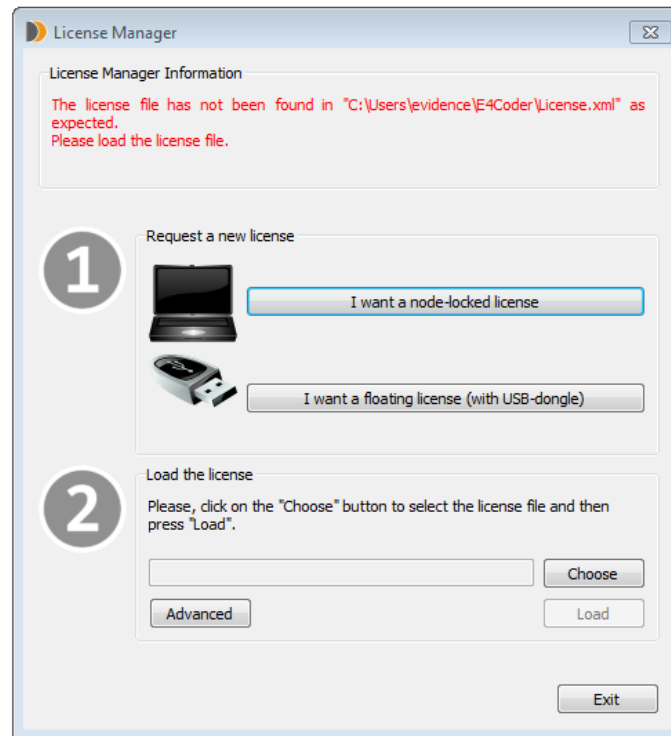 License Manager
License Manager Information
The license file has not been found in "C:\Users\evidence\E4Coder\License.xml" as
expected.
Please load the license file.
1
Request a new license
I want a node-locked license
I want a floating license (with USB-dongle)
2
Load the license
Please, click on the "Choose" button to select the license file and then
press "Load".
Choose
Advanced
Load
Exit